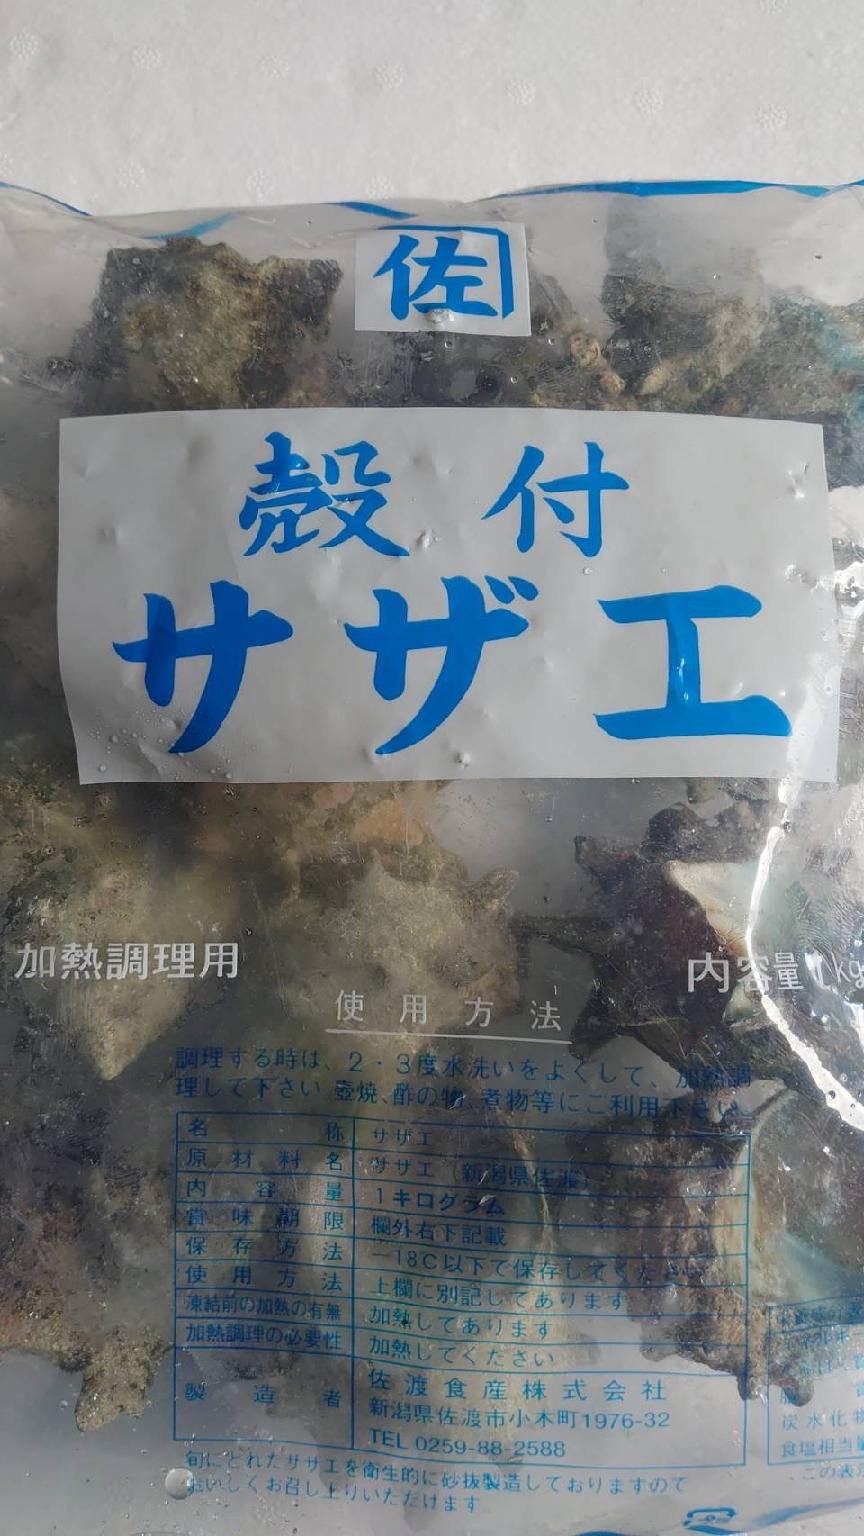 佐
殻付
サザエ
加熱調理用
内容量 1kg
使用方法
調理する時は、2・3度水洗いをよくして、加熱調
理して下さい 壺焼、酢の物、煮物等にご利用下さい。
名称 サザエ
原材料名 サザエ(新潟県佐渡)
内容量 1キログラム
賞味期限 欄外右下記載
保存方法 −18C以下で保存してください
使用方法 上欄に別記してあります
凍結前の加熱の有無 加熱してあります
加熱調理の必要性 加熱してください
製造者 佐渡食産株式会社
新潟県佐渡市小木町1976-32
TEL 0259-88-2588
旬にとれたサザエを衛生的に砂抜製造しておりますので
おいしくお召し上りいただけます
炭水化物
食塩相当量